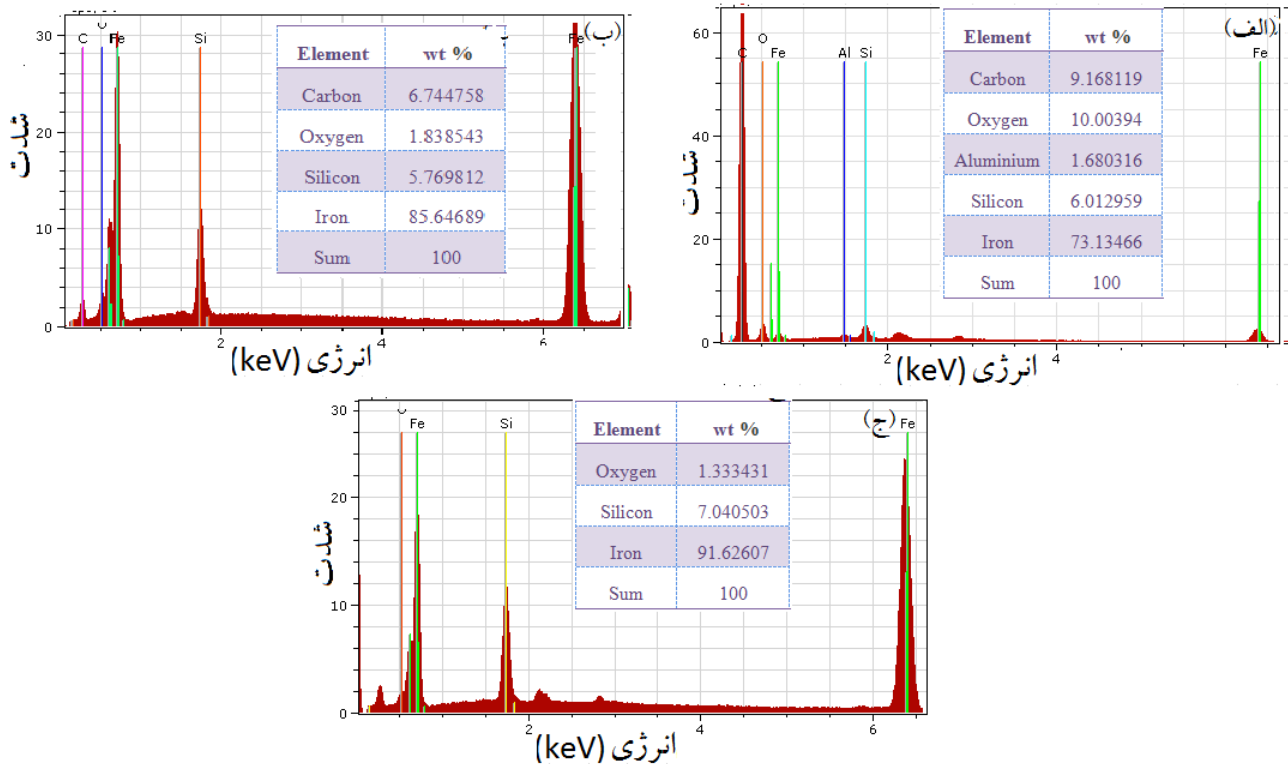 (الف)
60
40
20
0
2
4
C
O
Fe
Al
Si
Fe
شدت
انرژی (keV)
Element wt %
Carbon 9.168119
Oxygen 10.00394
Aluminium 1.680316
Silicon 6.012959
Iron 73.13466
Sum 100
(ب)
30
20
10
0
2
4
6
C
Fe
Si
Fe
شدت
انرژی (keV)
Element wt %
Carbon 6.744758
Oxygen 1.838543
Silicon 5.769812
Iron 85.64689
Sum 100
(ج)
30
20
10
0
2
4
6
Fe
Si
Fe
شدت
انرژی (keV)
Element wt %
Oxygen 1.333431
Silicon 7.040503
Iron 91.62607
Sum 100